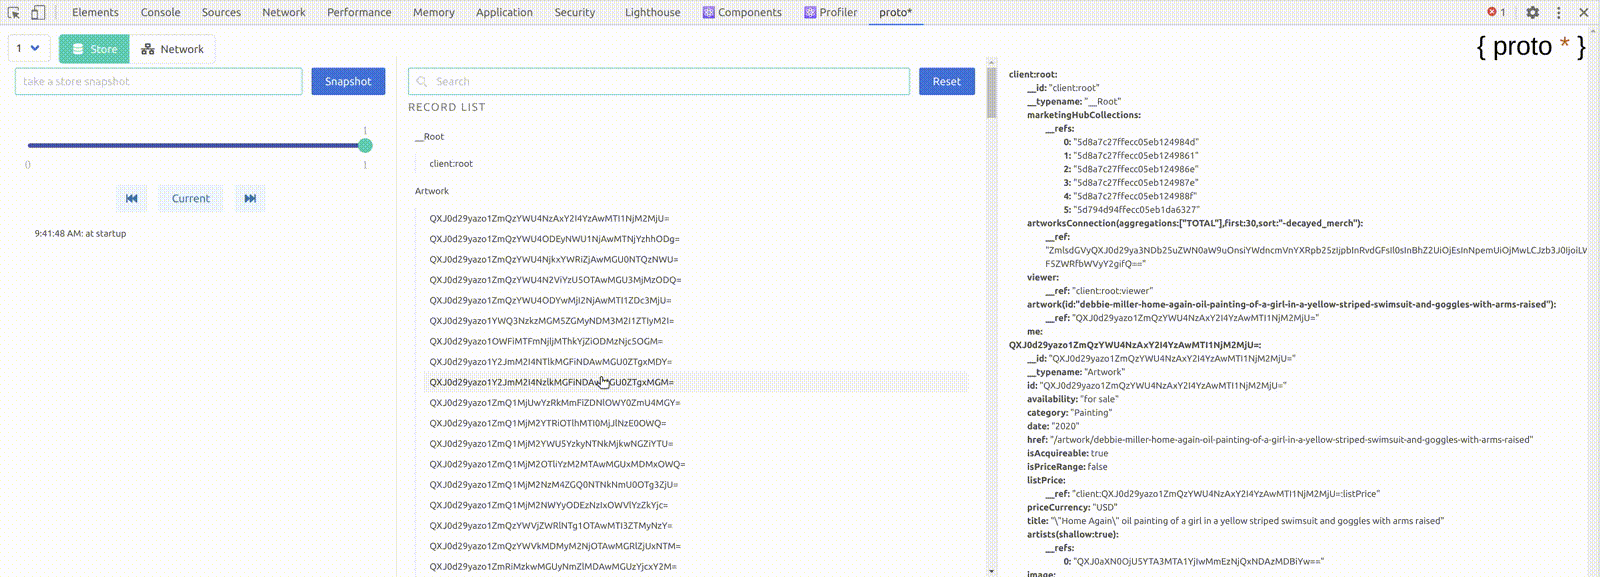 Elements Console Sources Network Performance Memory Application Security Lighthouse Components Profiler proto* 1
1 Store Network { proto * }
take a store snapshot Snapshot
1
0 1
Current
9:41:48 AM: at startup
Search Reset
RECORD LIST
__Root
client:root
Artwork
QXJ0d29yazo1ZmQzYWU4NzAxY2I4YzAwMTI1NjM2MjU=
QXJ0d29yazo1ZmQzYWU4ODEyNWU1NjAwMTNjYzhhODg=
QXJ0d29yazo1ZmQzYWU4NjkxYWRiZjAwMGU0NTQzNWU=
QXJ0d29yazo1ZmQzYWU4N2ViYzU5OTAwMGU3MjMzODQ=
QXJ0d29yazo1ZmQzYWU4ODYwMjI2NjAwMTI1ZDc3MjU=
QXJ0d29yazo1YWQ3NzkzMGM5ZGMyNDM3M2I1ZTIyM2I=
QXJ0d29yazo1OWFiMTFmNjljMThkYjZiODMzNjc5OGM=
QXJ0d29yazo1Y2JmM2I4NTlkMGFiNDAwMGU0ZTgxMDY=
QXJ0d29yazo1Y2JmM2I4NzlkMGFiNDAwMGU0ZTgxMGM=
QXJ0d29yazo1ZmQ1MjUwYzRkMmFiZDNlOWY0ZmU4MGY=
QXJ0d29yazo1ZmQ1MjM2YTRiOTlhMTI0MjJlNzE0OWQ=
QXJ0d29yazo1ZmQ1MjM2YWU5YzkyNTNkMjkwNGZiYTU=
QXJ0d29yazo1ZmQ1MjM2OTliYzM2MTAwMGUxMDMxOWQ=
QXJ0d29yazo1ZmQ1MjM2NzM4ZGQ0NTNkNmU0OTg3ZjU=
QXJ0d29yazo1ZmQ1MjM2NWYyODEzNzIxOWVlYzZkYjc=
QXJ0d29yazo1ZmQzYWVjZWRlNTg1OTAwMTI3ZTMyNzY=
QXJ0d29yazo1ZmQzYWVkMDMyM2NjOTAwMGRlZjUxNTM=
QXJ0d29yazo1ZmRiMzkwMGUyNmZlMDAwMGUzYjcxY2M=
client:root:
__id: "client:root"
__typename: "__Root"
marketingHubCollections:
__refs:
0: "5d8a7c27ffecc05eb124984d"
1: "5d8a7c27ffecc05eb1249861"
2: "5d8a7c27ffecc05eb124986e"
3: "5d8a7c27ffecc05eb124987e"
4: "5d8a7c27ffecc05eb124988f"
5: "5d794d94ffecc05eb1da6327"
artworksConnection(aggregations:["TOTAL"],first:30,sort:"-decayed_merch"):
__ref:
"ZmlsdGVyQXJ0d29ya3NDb25uZWN0aW9uOnsiYWdncmVnYXRpb25zIjpbInRvdGFsIl0sInBhZ2UiOjEsInNpemUiOjMwLCJzb3J0IjoiLW
F5ZWRfbWVyY2gifQ=="
viewer:
__ref: "client:root:viewer"
artwork(id:"debbie-miller-home-again-oil-painting-of-a-girl-in-a-yellow-striped-swimsuit-and-goggles-with-arms-raised"):
__ref: "QXJ0d29yazo1ZmQzYWU4NzAxY2I4YzAwMTI1NjM2MjU="
me:
QXJ0d29yazo1ZmQzYWU4NzAxY2I4YzAwMTI1NjM2MjU=:
__id: "QXJ0d29yazo1ZmQzYWU4NzAxY2I4YzAwMTI1NjM2MjU="
__typename: "Artwork"
id: "QXJ0d29yazo1ZmQzYWU4NzAxY2I4YzAwMTI1NjM2MjU="
availability: "for sale"
category: "Painting"
date: "2020"
href: "/artwork/debbie-miller-home-again-oil-painting-of-a-girl-in-a-yellow-striped-swimsuit-and-goggles-with-arms-raised"
isAcquireable: true
isPriceRange: false
listPrice:
__ref: "client:QXJ0d29yazo1ZmQzYWU4NzAxY2I4YzAwMTI1NjM2MjU=:listPrice"
priceCurrency: "USD"
title: "\"Home Again\" oil painting of a girl in a yellow striped swimsuit and goggles with arms raised"
artists(shallow:true):
__refs:
0: "QXJ0aXN0OjU5YTA3MTA1YjIwMmEzNjQxNDAzMDBiYw=="
image: